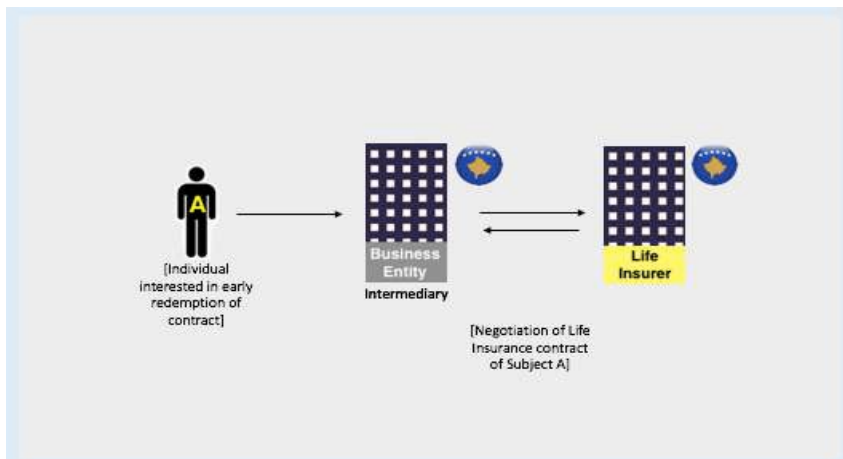 A
[Individual
interested in early
redemption of
contract]
Business
Entity
Intermediary
Life
Insurer
[Negotiation of Life
Insurance contract
of Subject A]